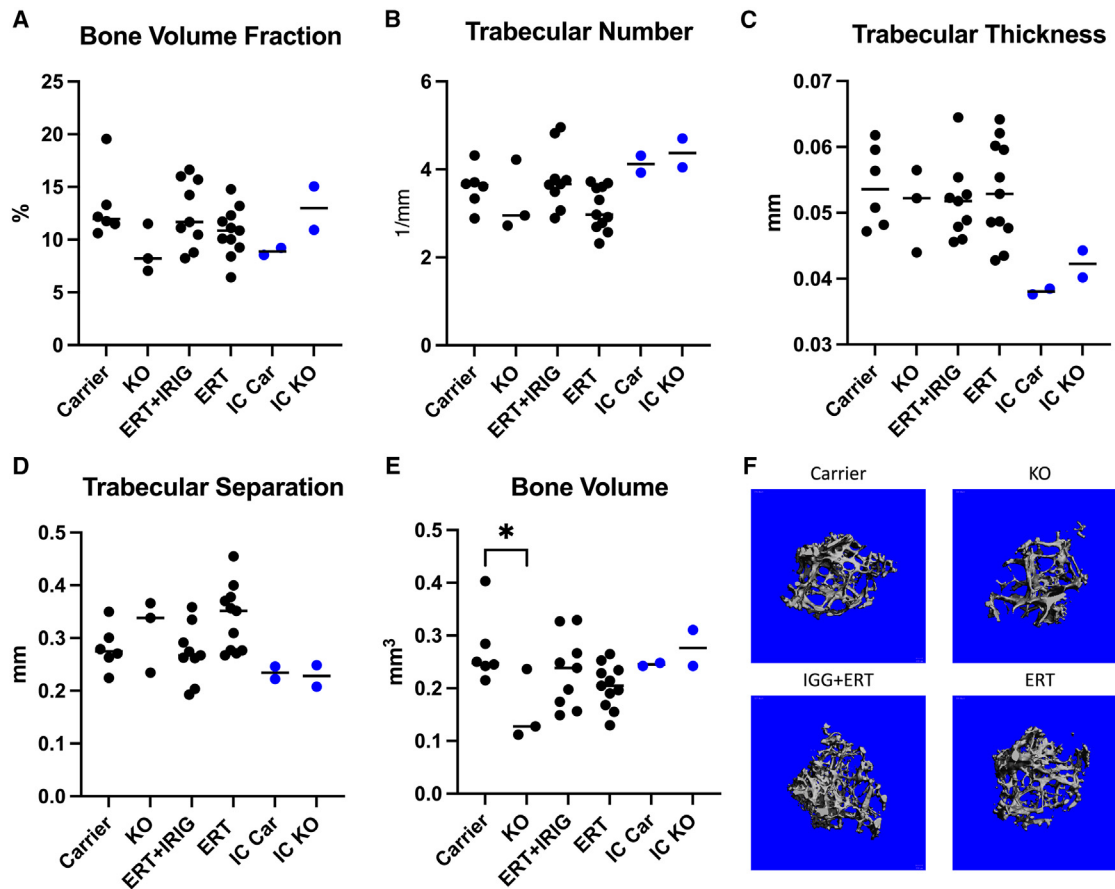 A
Bone Volume Fraction
25
20
15
10
5
0
%
Carrier
KO
ERT+IRIG
ERT
IC Car
IC KO
B
Trabecular Number
6
4
2
0
1/mm
Carrier
KO
ERT+IRIG
ERT
IC Car
IC KO
C
Trabecular Thickness
0.07
0.06
0.05
0.04
0.03
mm
Carrier
KO
ERT+IRIG
ERT
IC Car
IC KO
D
Trabecular Separation
0.5
0.4
0.3
0.2
0.1
0.0
mm
Carrier
KO
ERT+IRIG
ERT
IC Car
IC KO
E
Bone Volume
0.5
0.4
0.3
0.2
0.1
0.0
mm³
*
Carrier
KO
ERT+IRIG
ERT
IC Car
IC KO
F
Carrier
KO
IGG+ERT
ERT